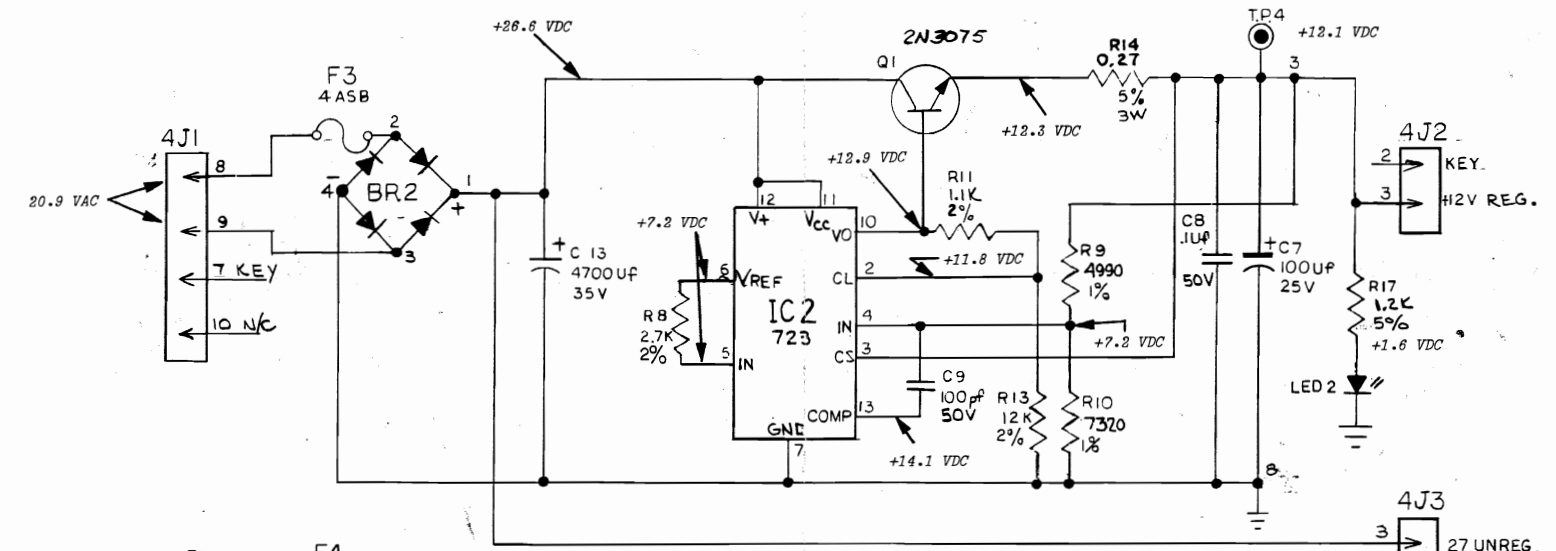 +26.6 VDC
2N3075
Q1
R14
0.27
5%
3W
T.P.4
+12.1 VDC
3
F3
4ASB
+12.3 VDC
4J1
8
20.9 VAC
9
7 KEY
10 N/C
2
4
-
BR2
1
+
3
+
C13
4700Uf
35V
+12.9 VDC
R11
1.1K
2%
+7.2 VDC
12
11
V+
VCC
VO
10
6
VREF
CL
2
+11.8 VDC
IC2
723
IN
4
5
IN
CS
3
COMP
13
GND
7
R8
2.7K
2%
C9
100pf
50V
+14.1 VDC
R9
4990
1%
+7.2 VDC
R13
12K
2%
R10
7320
1%
C8
.1Uf
50V
+
C7
100Uf
25V
8
4J2
2
KEY
3
+12V REG.
R17
1.2K
5%
+1.6 VDC
LED2
4J3
3
27 UNREG
F4